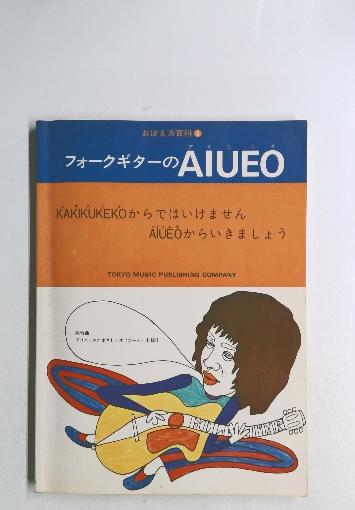 おぼえ方百科
フォークギターのAIUEO
KAKIKUKEKOからではいけません
AIUEOからいきましょう
TOKYO MUSIC PUBLISHING COMPANY